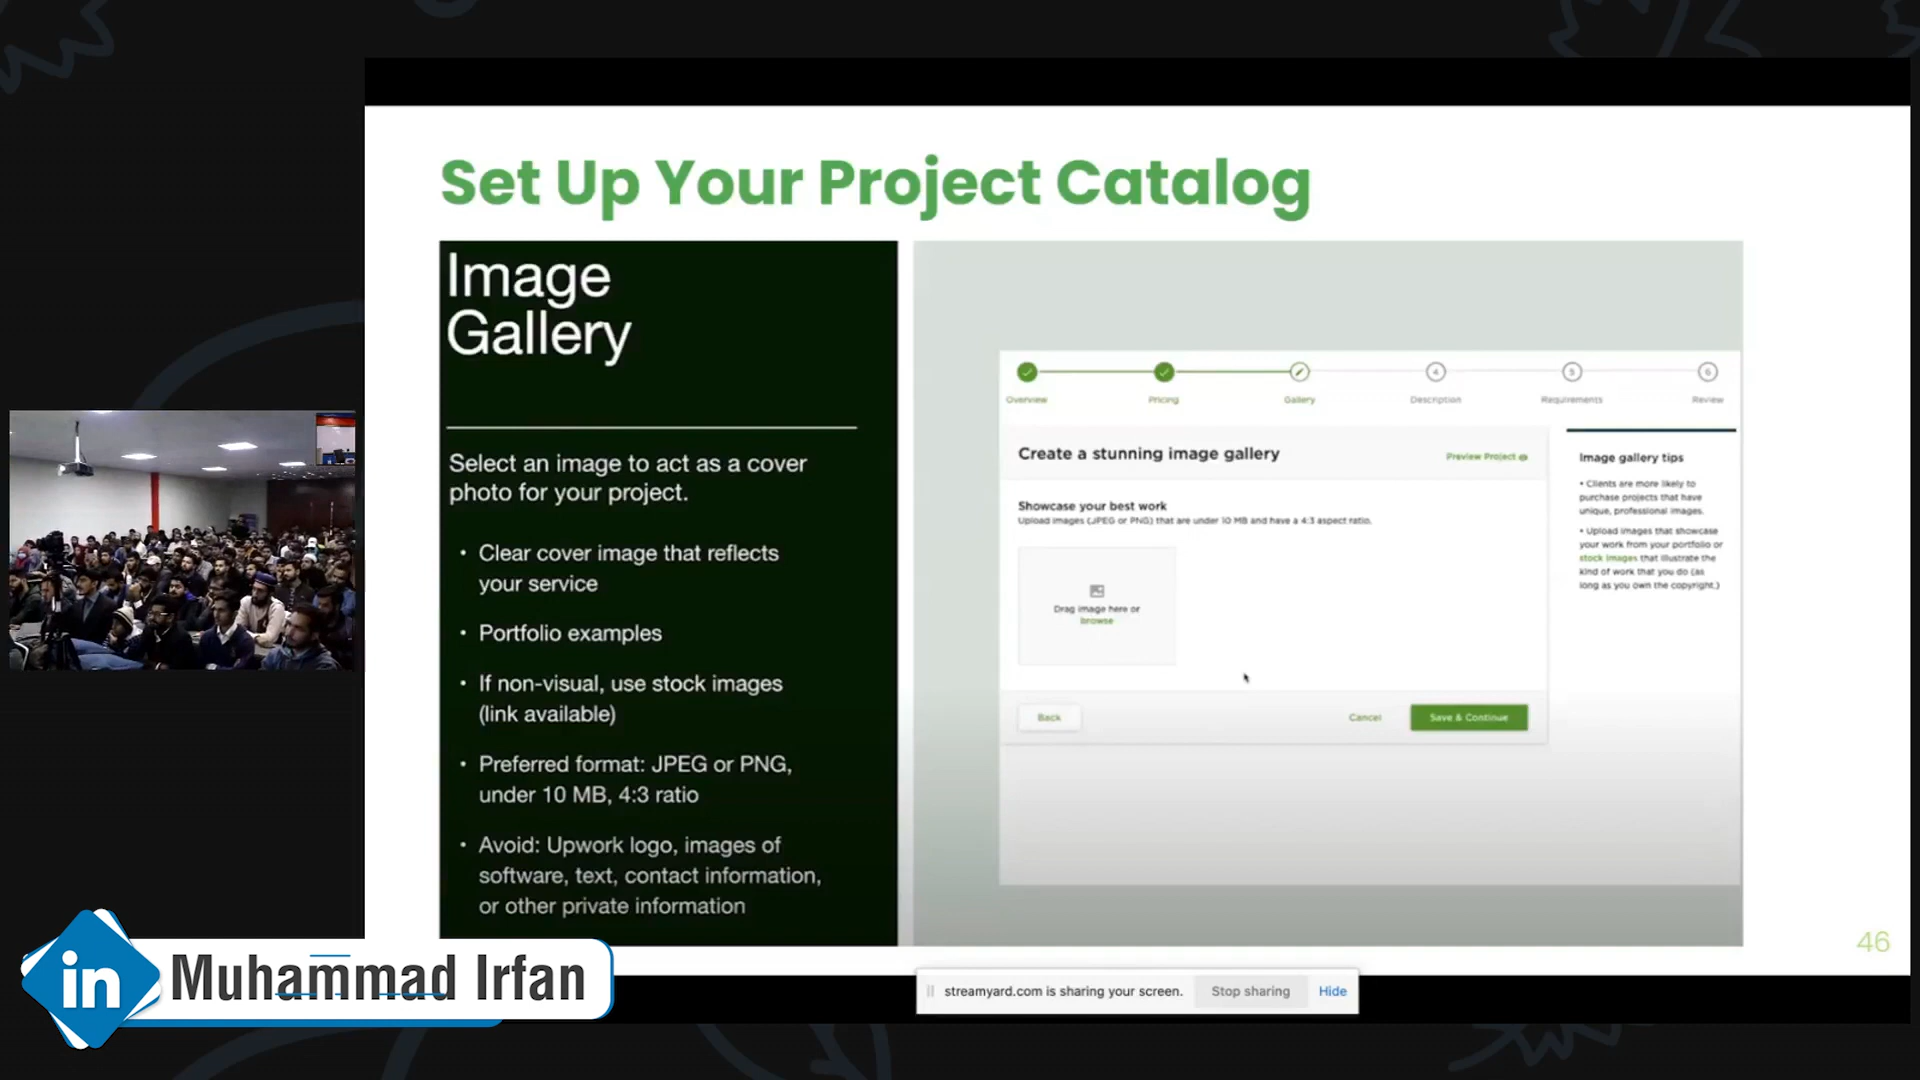 Set Up Your Project Catalog
Image
Gallery
Select an image to act as a cover
photo for your project.
• Clear cover image that reflects
your service
• Portfolio examples
• If non-visual, use stock images
(link available)
• Preferred format: JPEG or PNG,
under 10 MB, 4:3 ratio
• Avoid: Upwork logo, images of
software, text, contact information,
or other private information
Overview
Pricing
Gallery
4
Description
5
Requirements
6
Review
Create a stunning image gallery
Preview Project
Showcase your best work
Upload images (JPEG or PNG) that are under 10 MB and have a 4:3 aspect ratio.
Drag image here or
browse
Back
Cancel
Save & Continue
Image gallery tips
• Clients are more likely to
purchase projects that have
unique, professional images.
• Upload images that showcase
your work from your portfolio or
stock images that illustrate the
kind of work that you do (as
long as you own the copyright.)
46
in
Muhammad Irfan
streamyard.com is sharing your screen.
Stop sharing
Hide